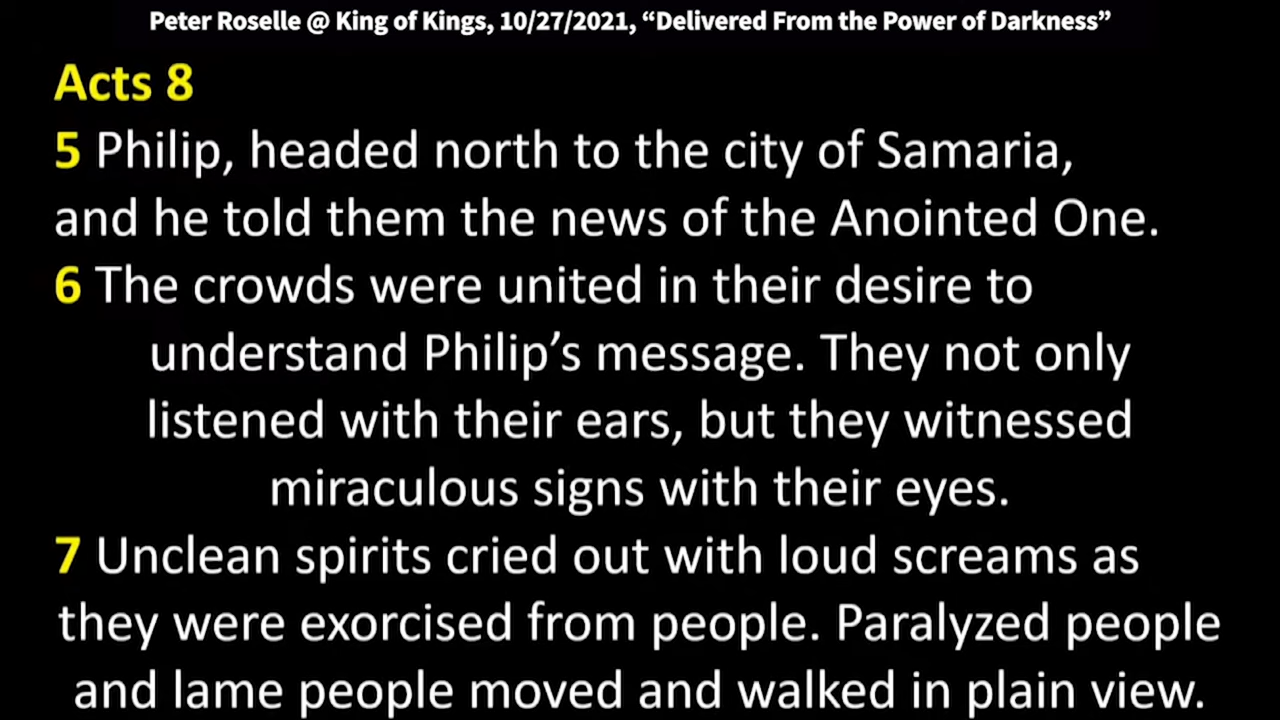 Peter Roselle @ King of Kings, 10/27/2021, “Delivered From the Power of Darkness”
Acts 8
5 Philip, headed north to the city of Samaria,
and he told them the news of the Anointed One.
6 The crowds were united in their desire to
understand Philip’s message. They not only
listened with their ears, but they witnessed
miraculous signs with their eyes.
7 Unclean spirits cried out with loud screams as
they were exorcised from people. Paralyzed people
and lame people moved and walked in plain view.